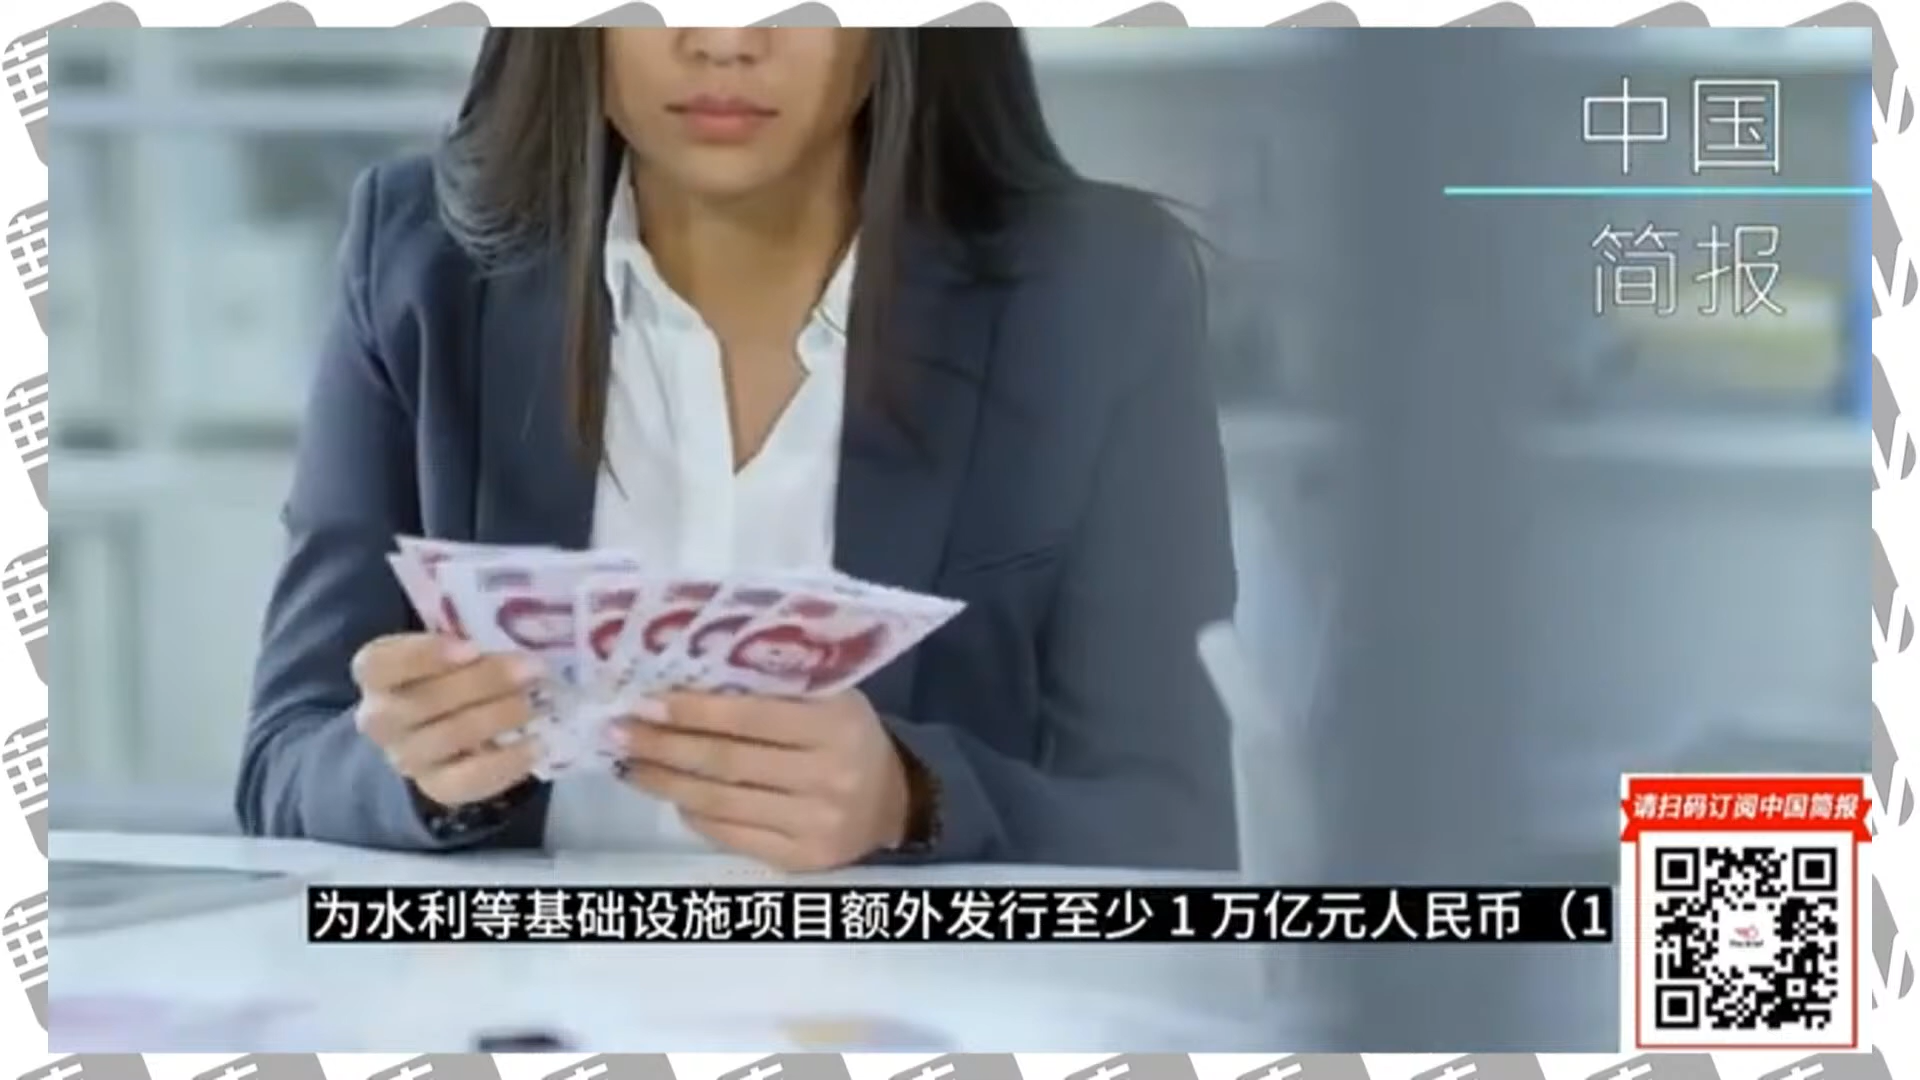 中国
简报
请扫码订阅中国简报
为水利等基础设施项目额外发行至少1万亿元人民币（1